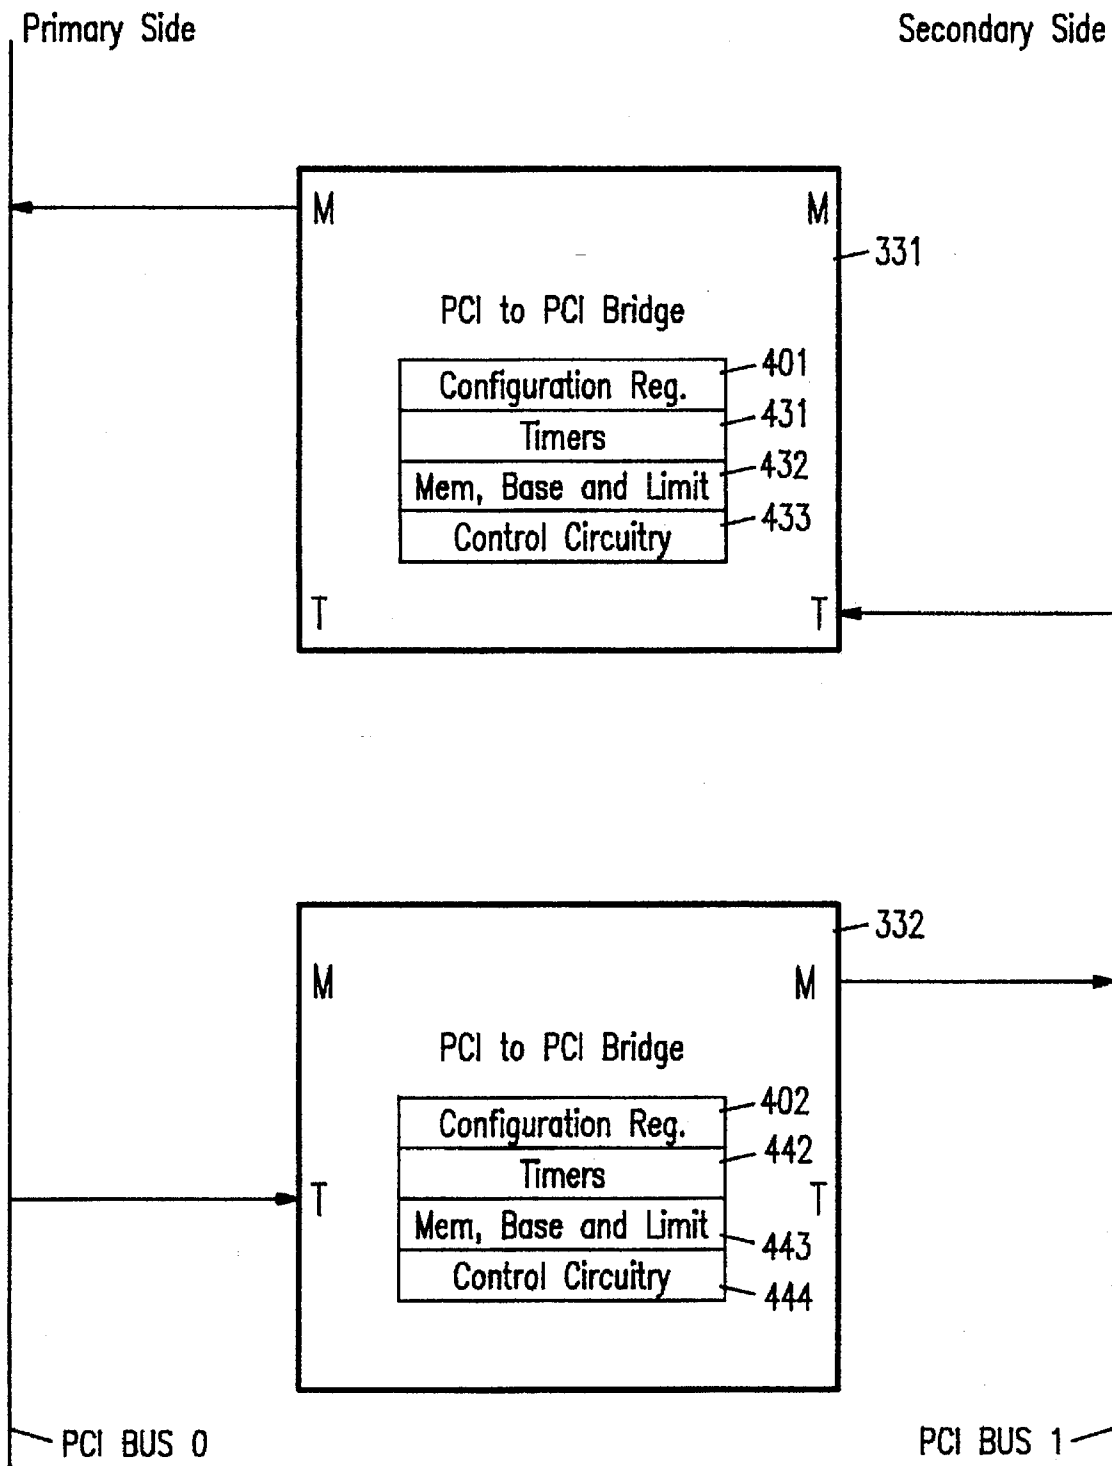 Primary Side
Secondary Side
M
M
331
PCI to PCI Bridge
401
Configuration Reg.
431
Timers
432
Mem, Base and Limit
433
Control Circuitry
T
T
332
M
M
PCI to PCI Bridge
402
Configuration Reg.
442
Timers
T
T
Mem, Base and Limit
443
Control Circuitry
444
PCI BUS 0
PCI BUS 1